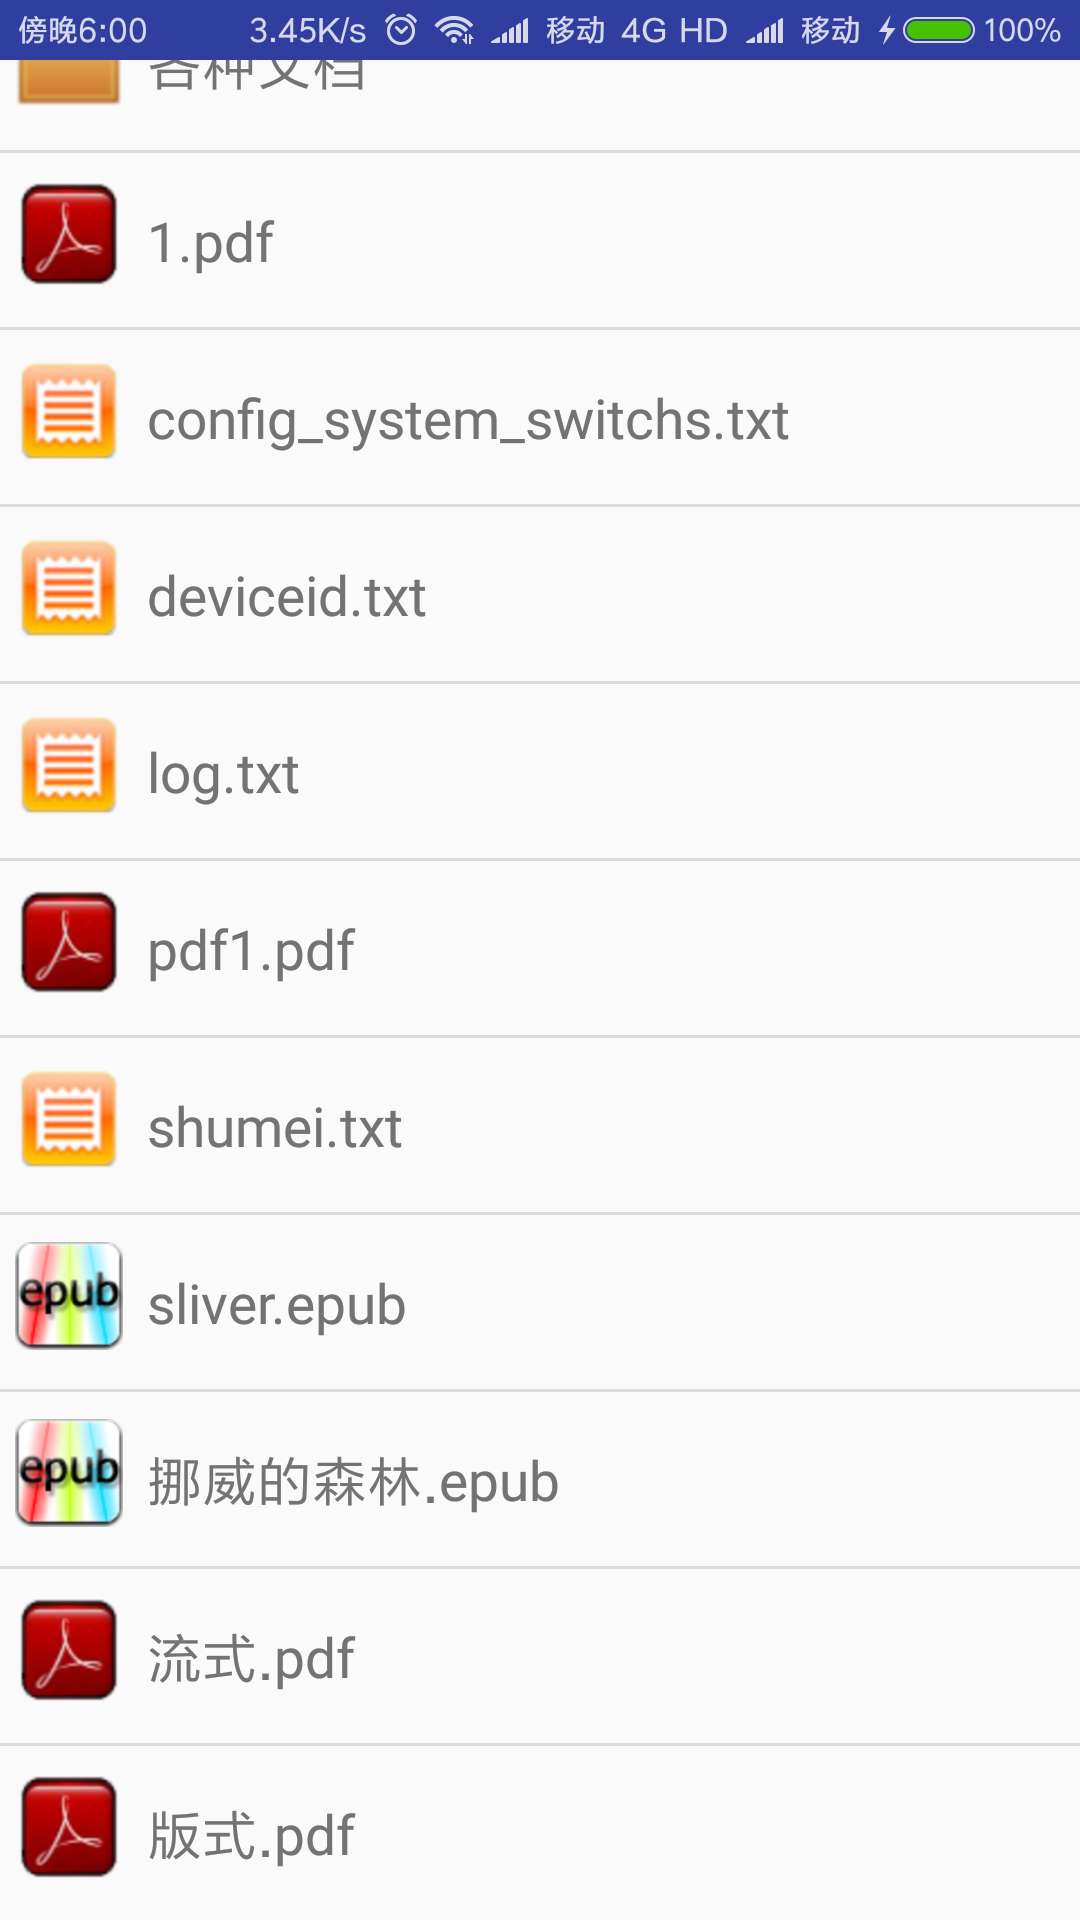 傍晚6:00 3.45K/s 移动 4G HD 移动 100%
各种文档
1.pdf
config_system_switchs.txt
deviceid.txt
log.txt
pdf1.pdf
shumei.txt
epub sliver.epub
epub 挪威的森林.epub
流式.pdf
版式.pdf